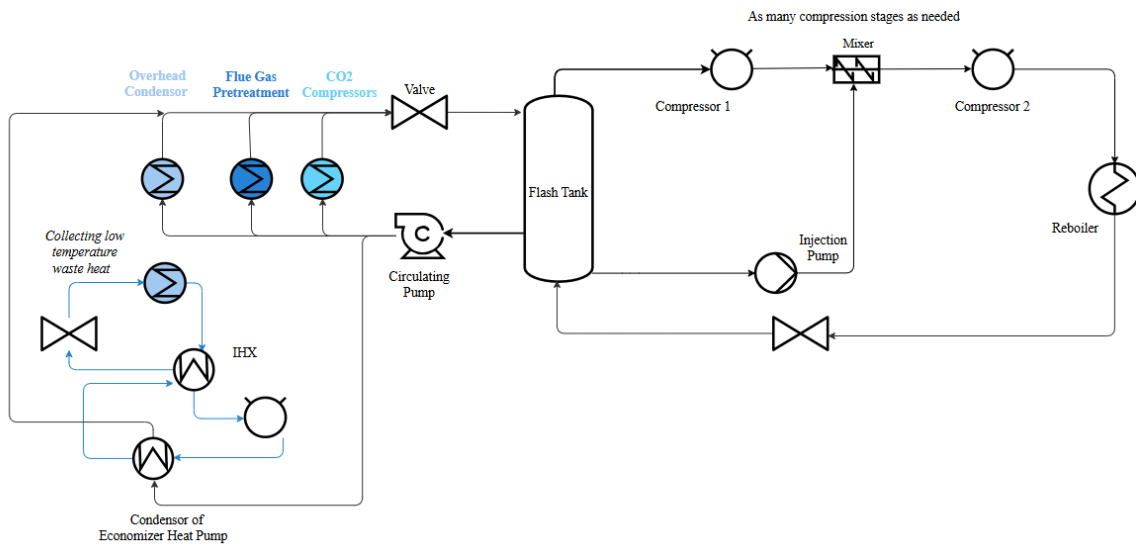 As many compression stages as needed
Mixer
Overhead
Condensor
Flue Gas
Pretreatment
CO2
Compressors
Valve
Compressor 1
Compressor 2
Flash Tank
Reboiler
Collecting low
temperature
waste heat
C
Circulating
Pump
Injection
Pump
IHX
Condensor of
Economizer Heat Pump